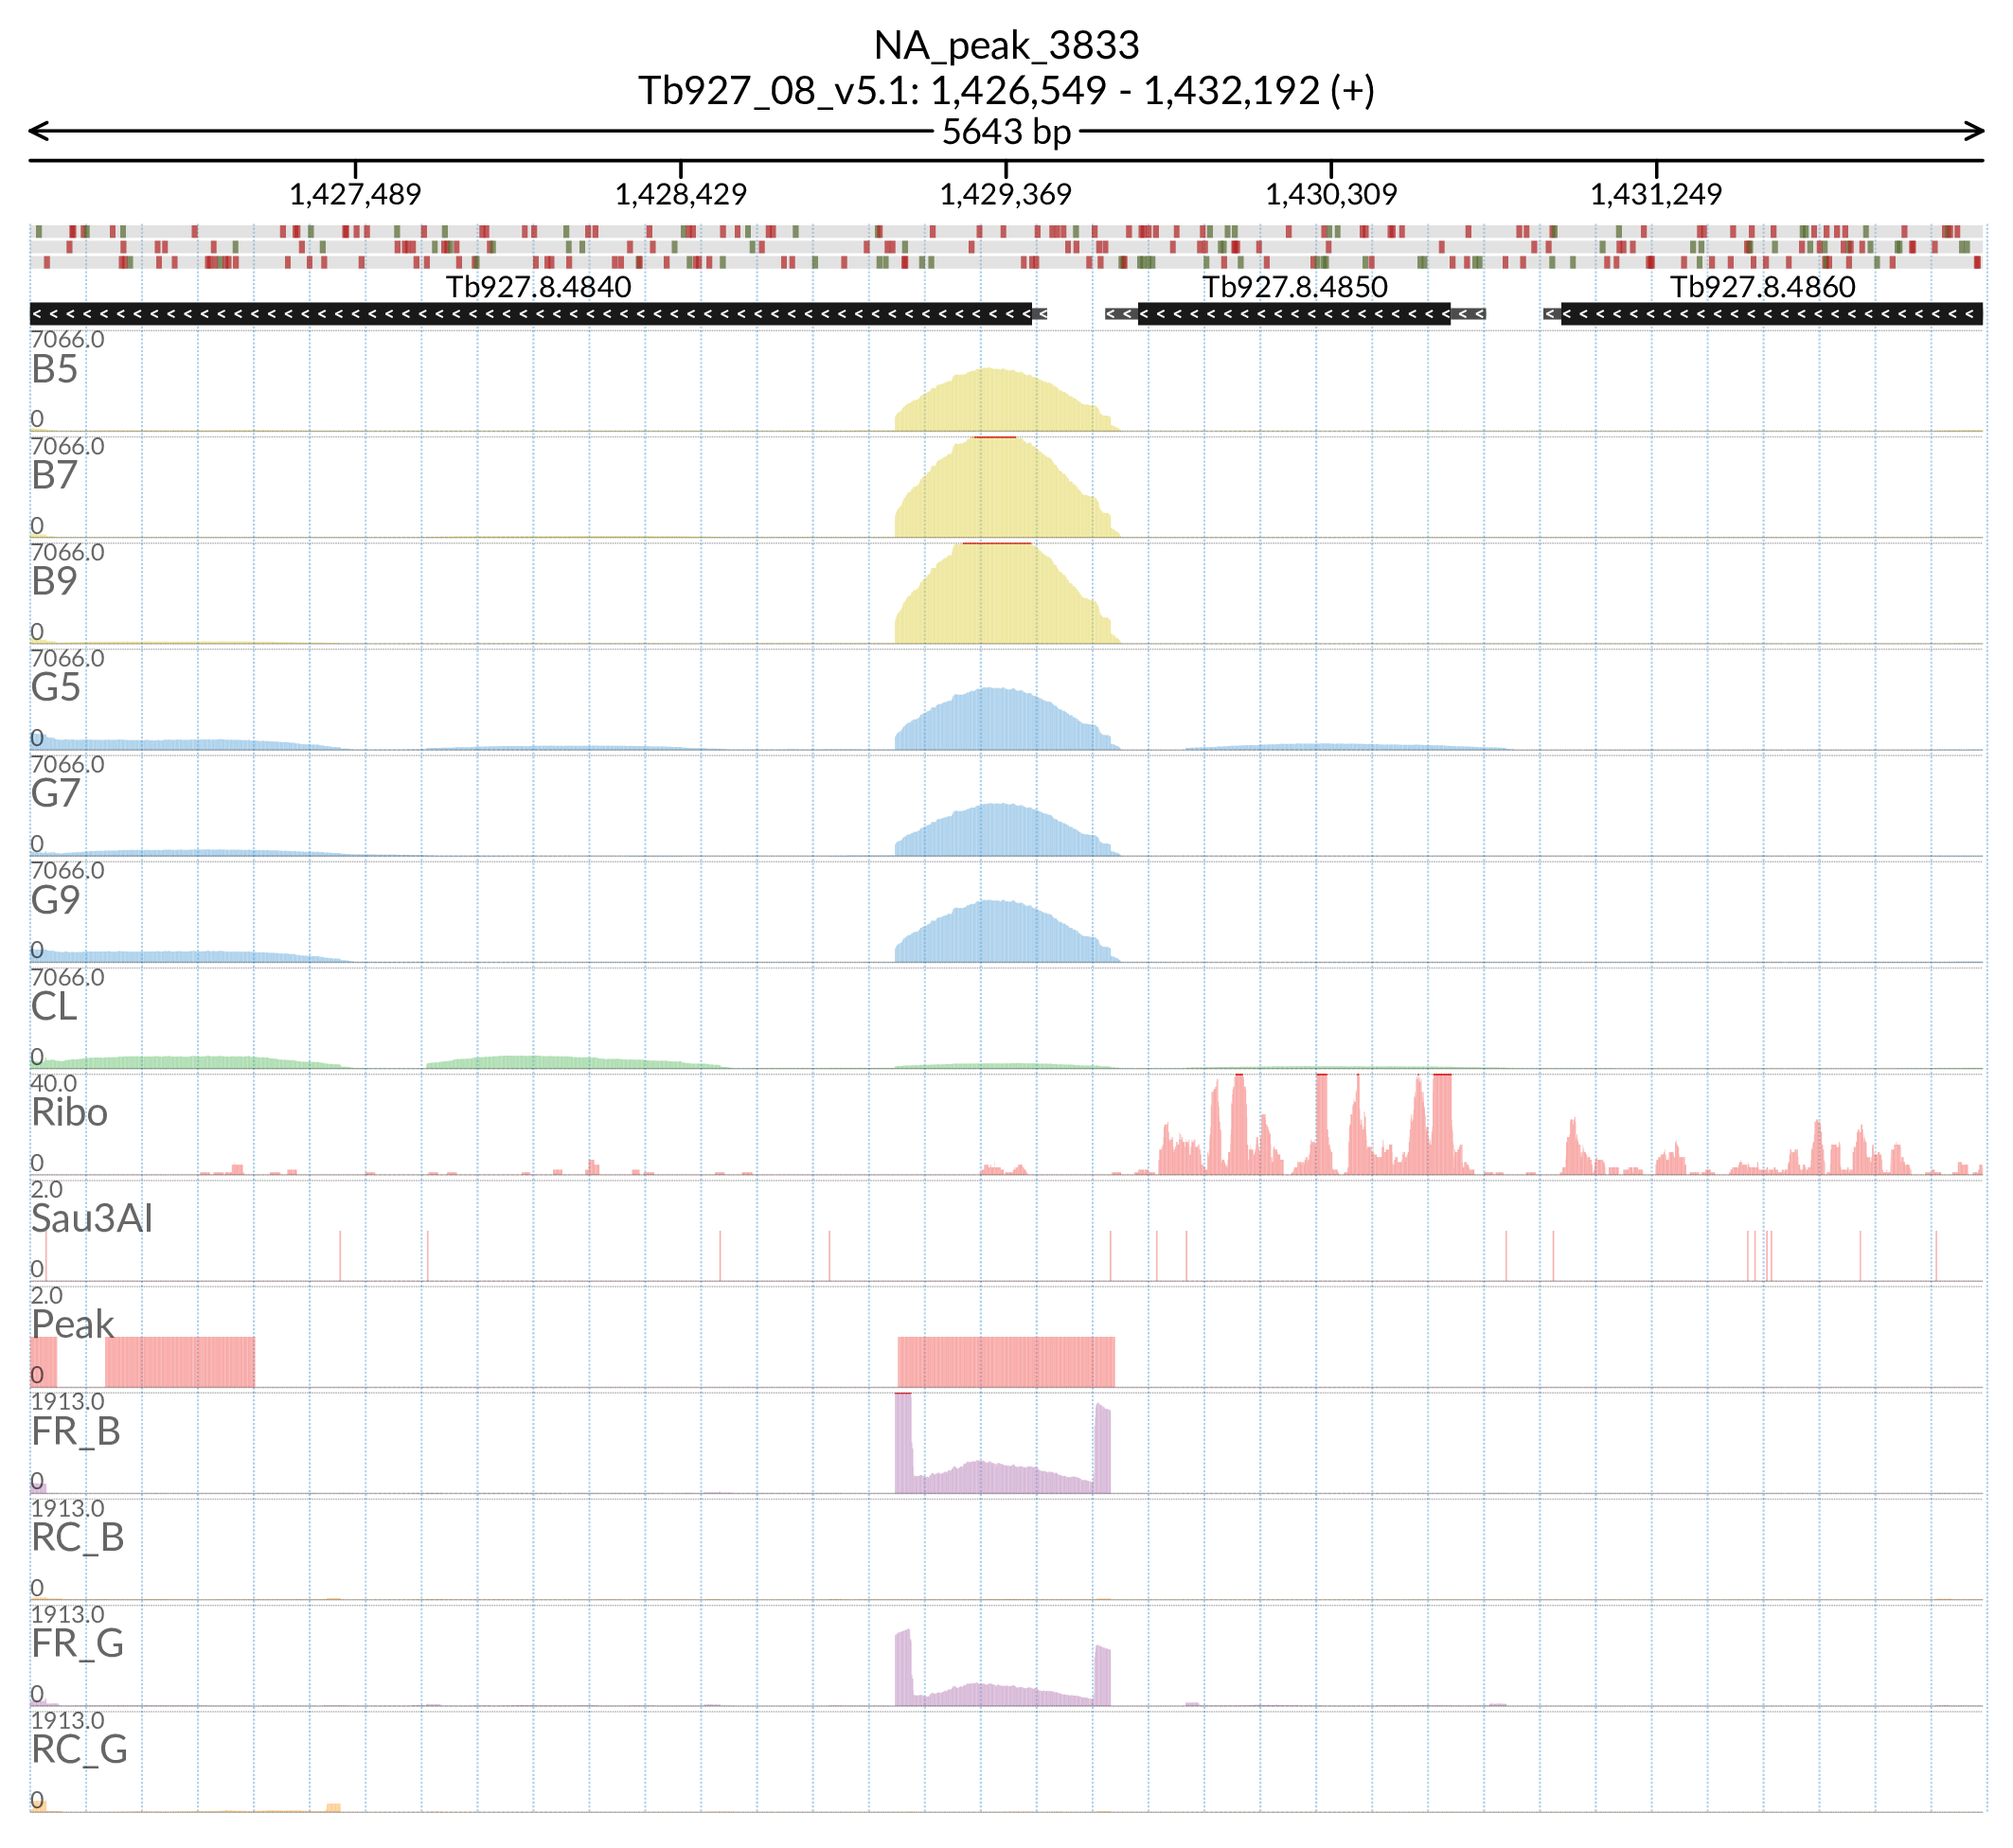 NA_peak_3833
Tb927_08_v5.1: 1,426,549 - 1,432,192 (+)
5643 bp
1,427,489 1,428,429 1,429,369 1,430,309 1,431,249
Tb927.8.4840 Tb927.8.4850 Tb927.8.4860
7066.0
B5
0
7066.0
B7
0
7066.0
B9
0
7066.0
G5
0
7066.0
G7
0
7066.0
G9
0
7066.0
CL
0
40.0
Ribo
0
2.0
Sau3AI
0
2.0
Peak
0
1913.0
FR_B
0
1913.0
RC_B
0
1913.0
FR_G
0
1913.0
RC_G
0